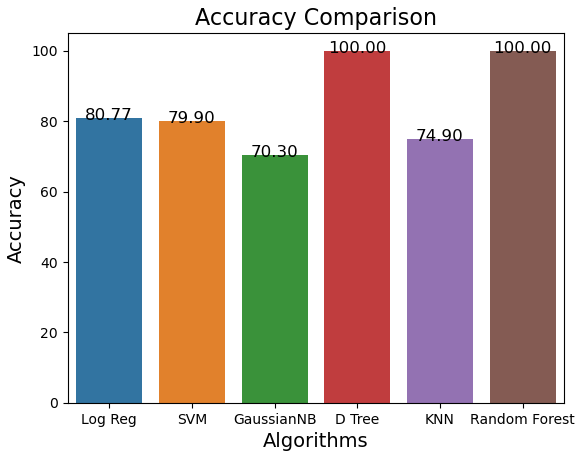 Accuracy Comparison
100
80
60
40
20
0
Accuracy
80.77
79.90
70.30
100.00
74.90
100.00
Log Reg
SVM
GaussianNB
D Tree
KNN
Random Forest
Algorithms